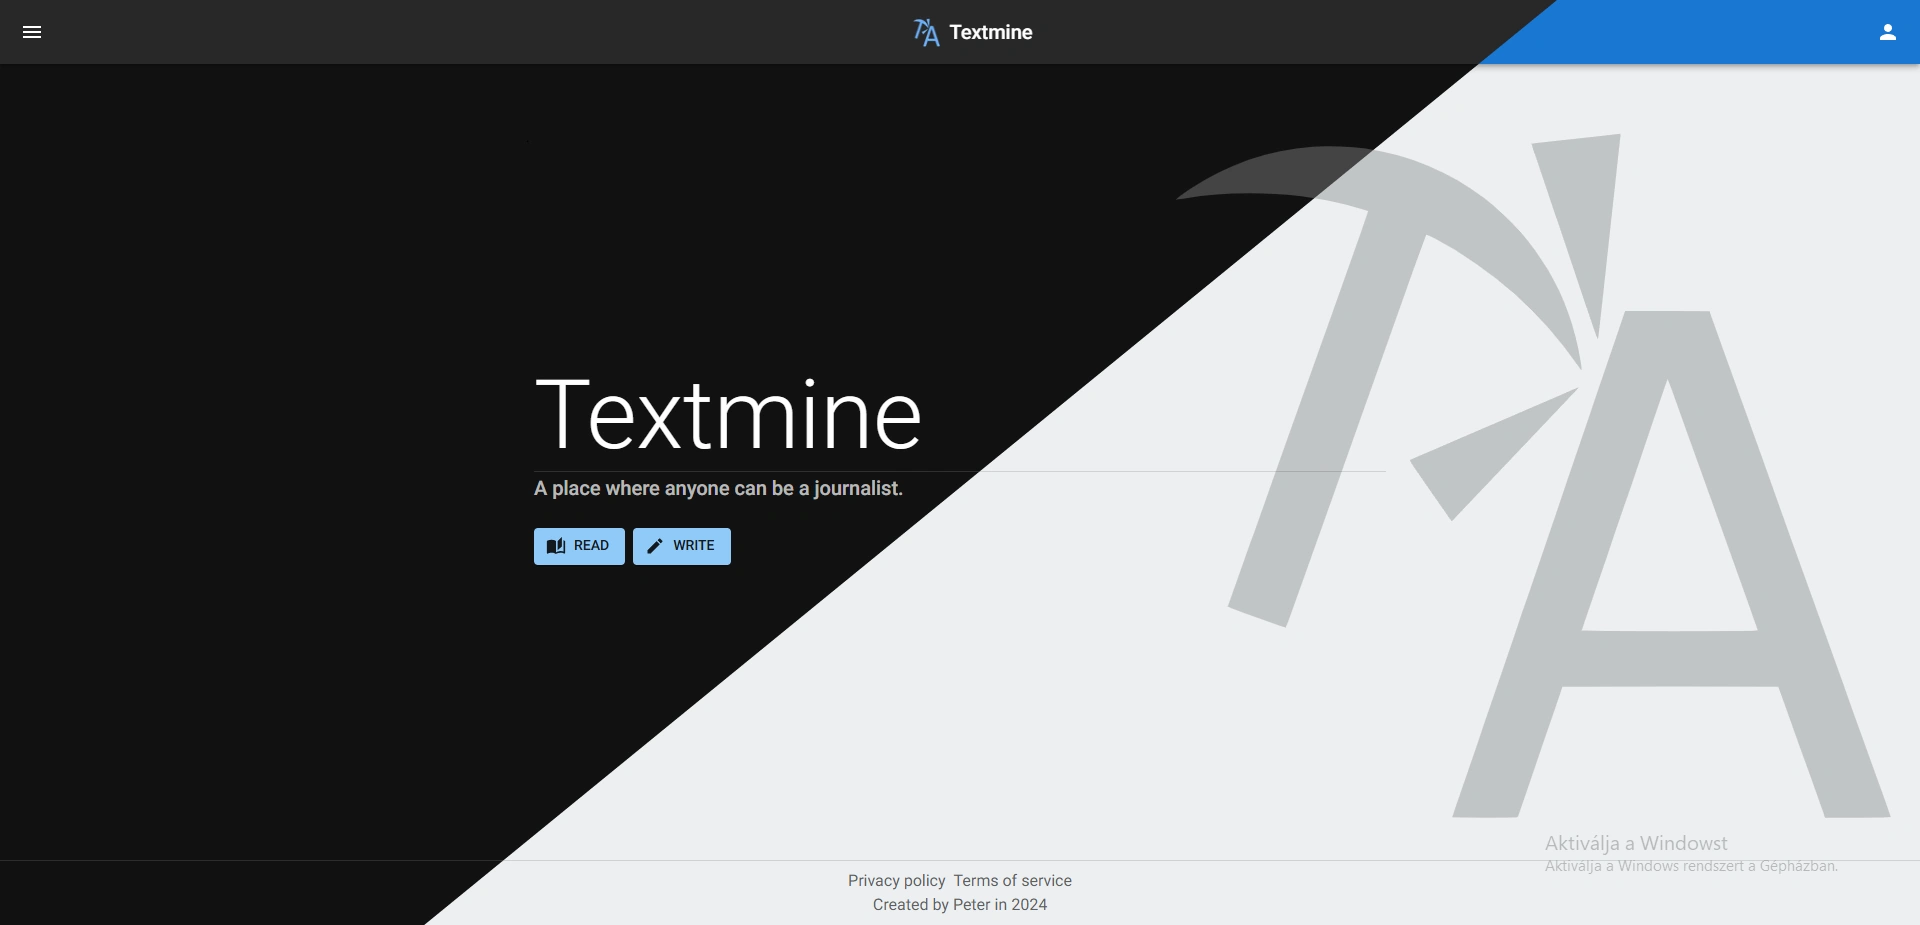 Textmine
Textmine
A place where anyone can be a journalist.
READ WRITE
Aktiválja a Windowst
Aktiválja a Windows rendszert a Gépházban.
Privacy policy Terms of service
Created by Peter in 2024